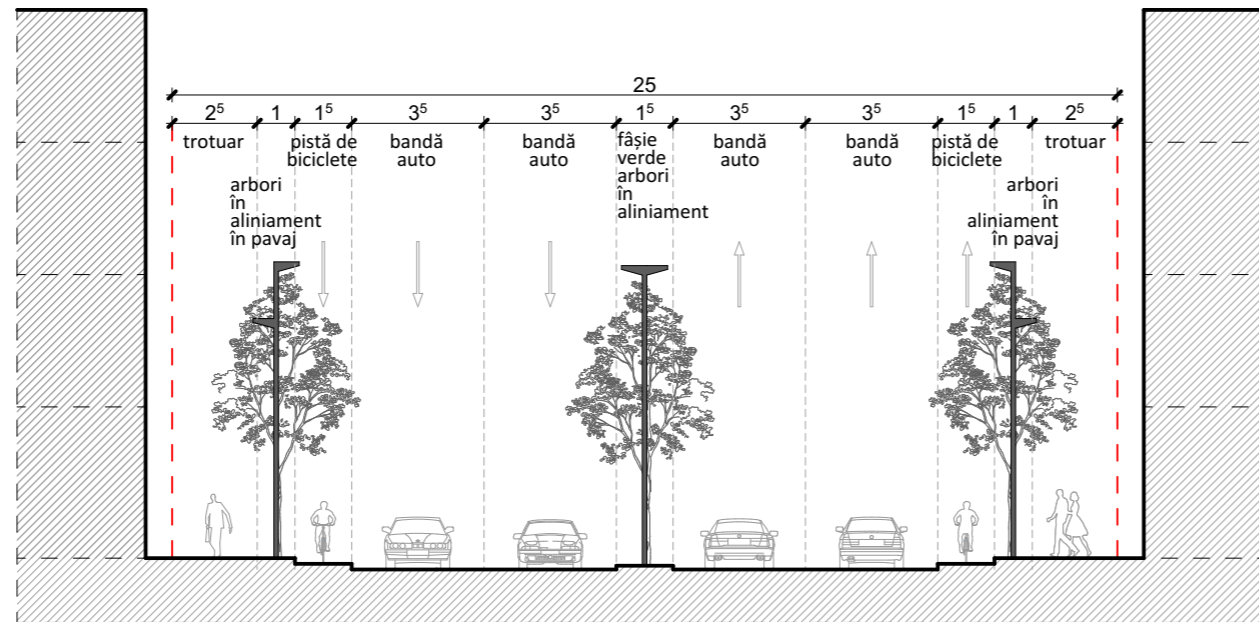 25
2⁵ 1 1⁵ 3⁵ 3⁵ 1⁵ 3⁵ 3⁵ 1⁵ 1 2⁵
trotuar
pistă de
biciclete
bandă
auto
bandă
auto
fâșie
verde
arbori
în
aliniament
bandă
auto
bandă
auto
pistă de
biciclete
trotuar
arbori
în
aliniament
în pavaj
arbori
în
aliniament
în pavaj